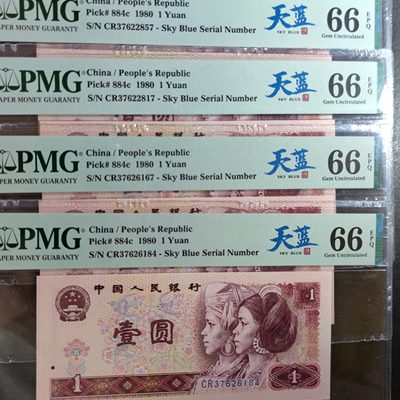 PMG
PAPER MONEY GUARANTY
China / People's Republic
Pick# 884c 1980 1 Yuan
S/N CR37622857 - Sky Blue Serial Number
天蓝
SKY BLUE
66 EPQ
Gem Uncirculated
PMG
PAPER MONEY GUARANTY
China / People's Republic
Pick# 884c 1980 1 Yuan
S/N CR37622817 - Sky Blue Serial Number
天蓝
SKY BLUE
66 EPQ
Gem Uncirculated
PMG
PAPER MONEY GUARANTY
China / People's Republic
Pick# 884c 1980 1 Yuan
S/N CR37626167 - Sky Blue Serial Number
天蓝
SKY BLUE
66 EPQ
Gem Uncirculated
PMG
PAPER MONEY GUARANTY
China / People's Republic
Pick# 884c 1980 1 Yuan
S/N CR37626184 - Sky Blue Serial Number
天蓝
SKY BLUE
66 EPQ
Gem Uncirculated
中国人民银行
1
壹圆
1
CR37626184
1